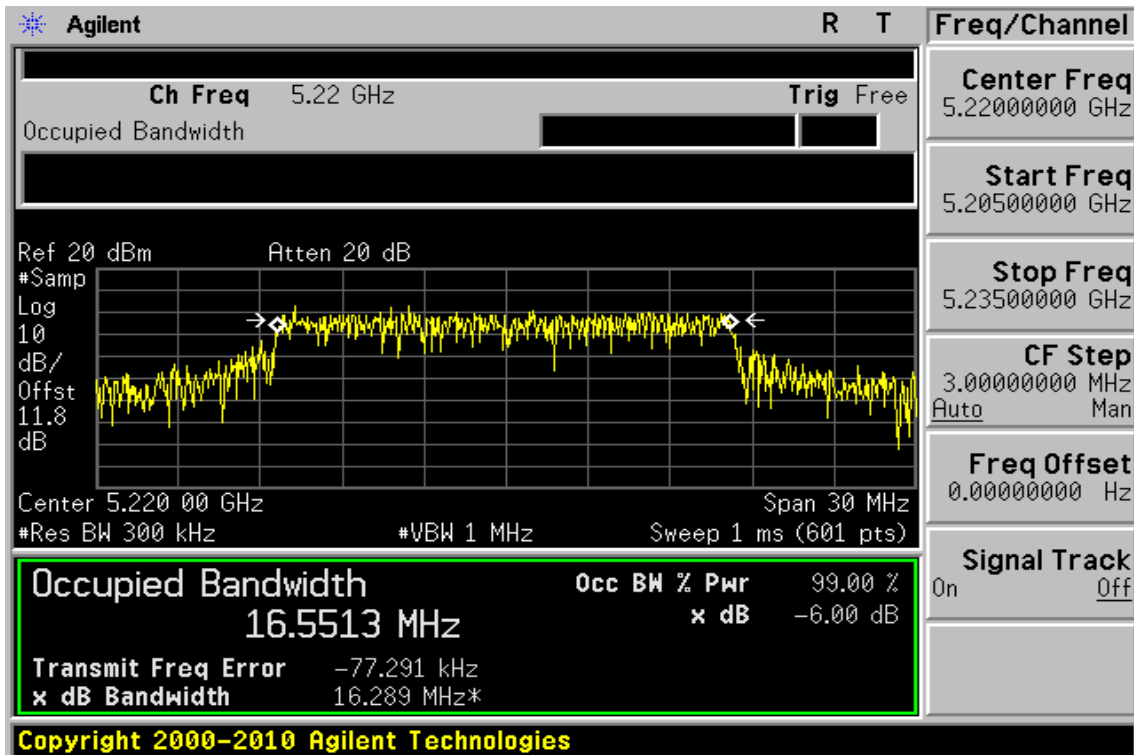 Agilent R T
Ch Freq 5.22 GHz Trig Free
Occupied Bandwidth
Ref 20 dBm Atten 20 dB
#Samp
Log
10
dB/
Offst
11.8
dB
Center 5.220 00 GHz Span 30 MHz
#Res BW 300 kHz #VBW 1 MHz Sweep 1 ms (601 pts)
Occupied Bandwidth Occ BW % Pwr 99.00 %
16.5513 MHz x dB -6.00 dB
Transmit Freq Error -77.291 kHz
x dB Bandwidth 16.289 MHz*
Copyright 2000-2010 Agilent Technologies
Freq/Channel
Center Freq
5.22000000 GHz
Start Freq
5.20500000 GHz
Stop Freq
5.23500000 GHz
CF Step
3.00000000 MHz
Auto Man
Freq Offset
0.00000000 Hz
Signal Track
On Off